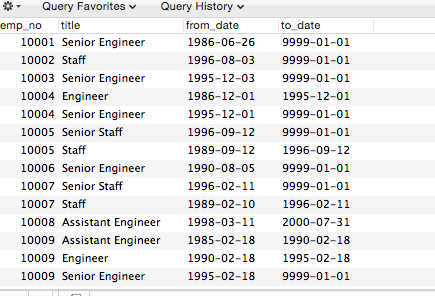 Query Favorites Query History
emp_no title from_date to_date
10001 Senior Engineer 1986-06-26 9999-01-01
10002 Staff 1996-08-03 9999-01-01
10003 Senior Engineer 1995-12-03 9999-01-01
10004 Engineer 1986-12-01 1995-12-01
10004 Senior Engineer 1995-12-01 9999-01-01
10005 Senior Staff 1996-09-12 9999-01-01
10005 Staff 1989-09-12 1996-09-12
10006 Senior Engineer 1990-08-05 9999-01-01
10007 Senior Staff 1996-02-11 9999-01-01
10007 Staff 1989-02-10 1996-02-11
10008 Assistant Engineer 1998-03-11 2000-07-31
10009 Assistant Engineer 1985-02-18 1990-02-18
10009 Engineer 1990-02-18 1995-02-18
10009 Senior Engineer 1995-02-18 9999-01-01